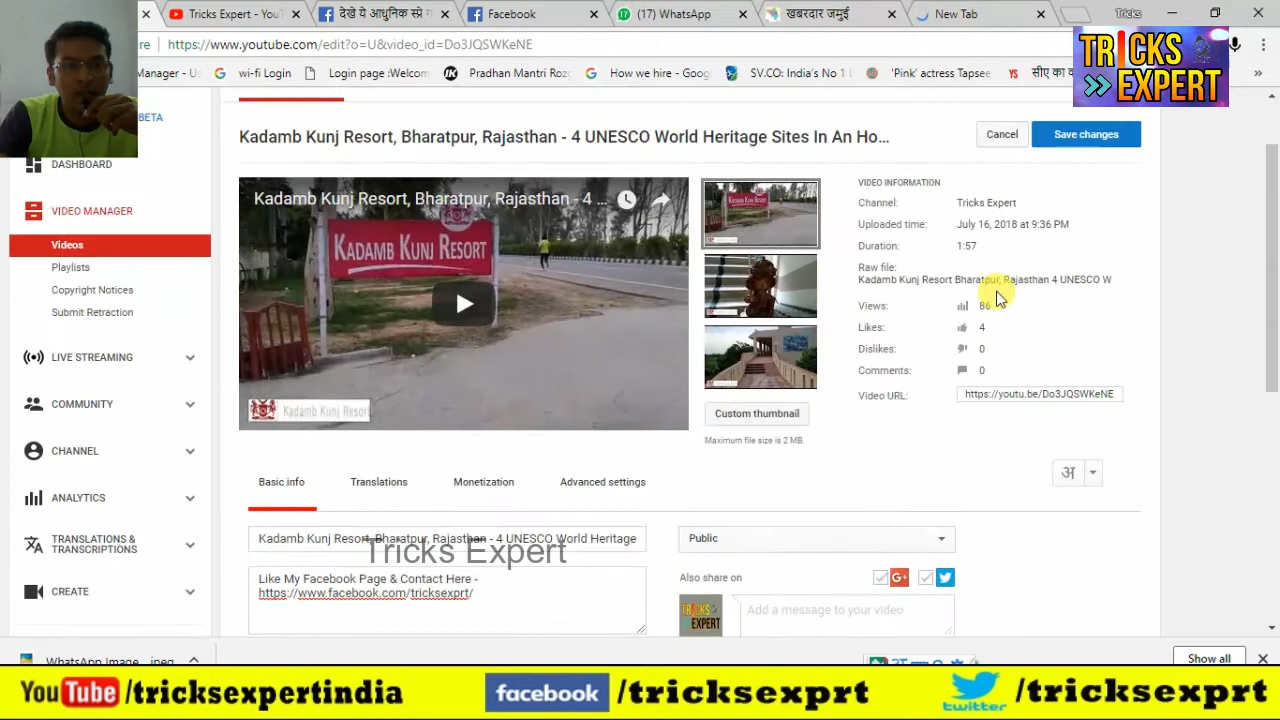 Tricks Expert - YouT
देखे ये आधुनिक स्प्रे ग
Facebook
(17) WhatsApp
खबरदार जमुई
New Tab
Tricks
re
https://www.youtube.com/edit?o=U&video_id=Do3JQSWKeNE
Manager - Us
wi-fi Login
Login page :Welcom
Pradhan Mantri Rozg
How we hire - Goog
SV.CO: India's No 1 L
'Pink' actress Tapsee
TRICKS
>> EXPERT
BETA
Kadamb Kunj Resort, Bharatpur, Rajasthan - 4 UNESCO World Heritage Sites In An Ho...
Cancel
Save changes
DASHBOARD
VIDEO MANAGER
Videos
Playlists
Copyright Notices
Submit Retraction
LIVE STREAMING
COMMUNITY
CHANNEL
ANALYTICS
TRANSLATIONS &
TRANSCRIPTIONS
CREATE
Kadamb Kunj Resort, Bharatpur, Rajasthan - 4 ...
KADAMB KUNJ RESORT
Kadamb Kunj Resort
Custom thumbnail
Maximum file size is 2 MB.
VIDEO INFORMATION
Channel: Tricks Expert
Uploaded time: July 16, 2018 at 9:36 PM
Duration: 1:57
Raw file:
Kadamb Kunj Resort Bharatpur, Rajasthan 4 UNESCO W
Views: 86
Likes: 4
Dislikes: 0
Comments: 0
Video URL: https://youtu.be/Do3JQSWKeNE
अ
Basic info
Translations
Monetization
Advanced settings
Kadamb Kunj Resort, Bharatpur, Rajasthan - 4 UNESCO World Heritage
Tricks Expert
Public
Like My Facebook Page & Contact Here -
https://www.facebook.com/tricksexprt/
Also share on
G+
Add a message to your video
TRICKS
EXPERT
WhatsApp Image ....jpeg
Show all
YouTube /tricksexpertindia
facebook /tricksexprt
twitter /tricksexprt